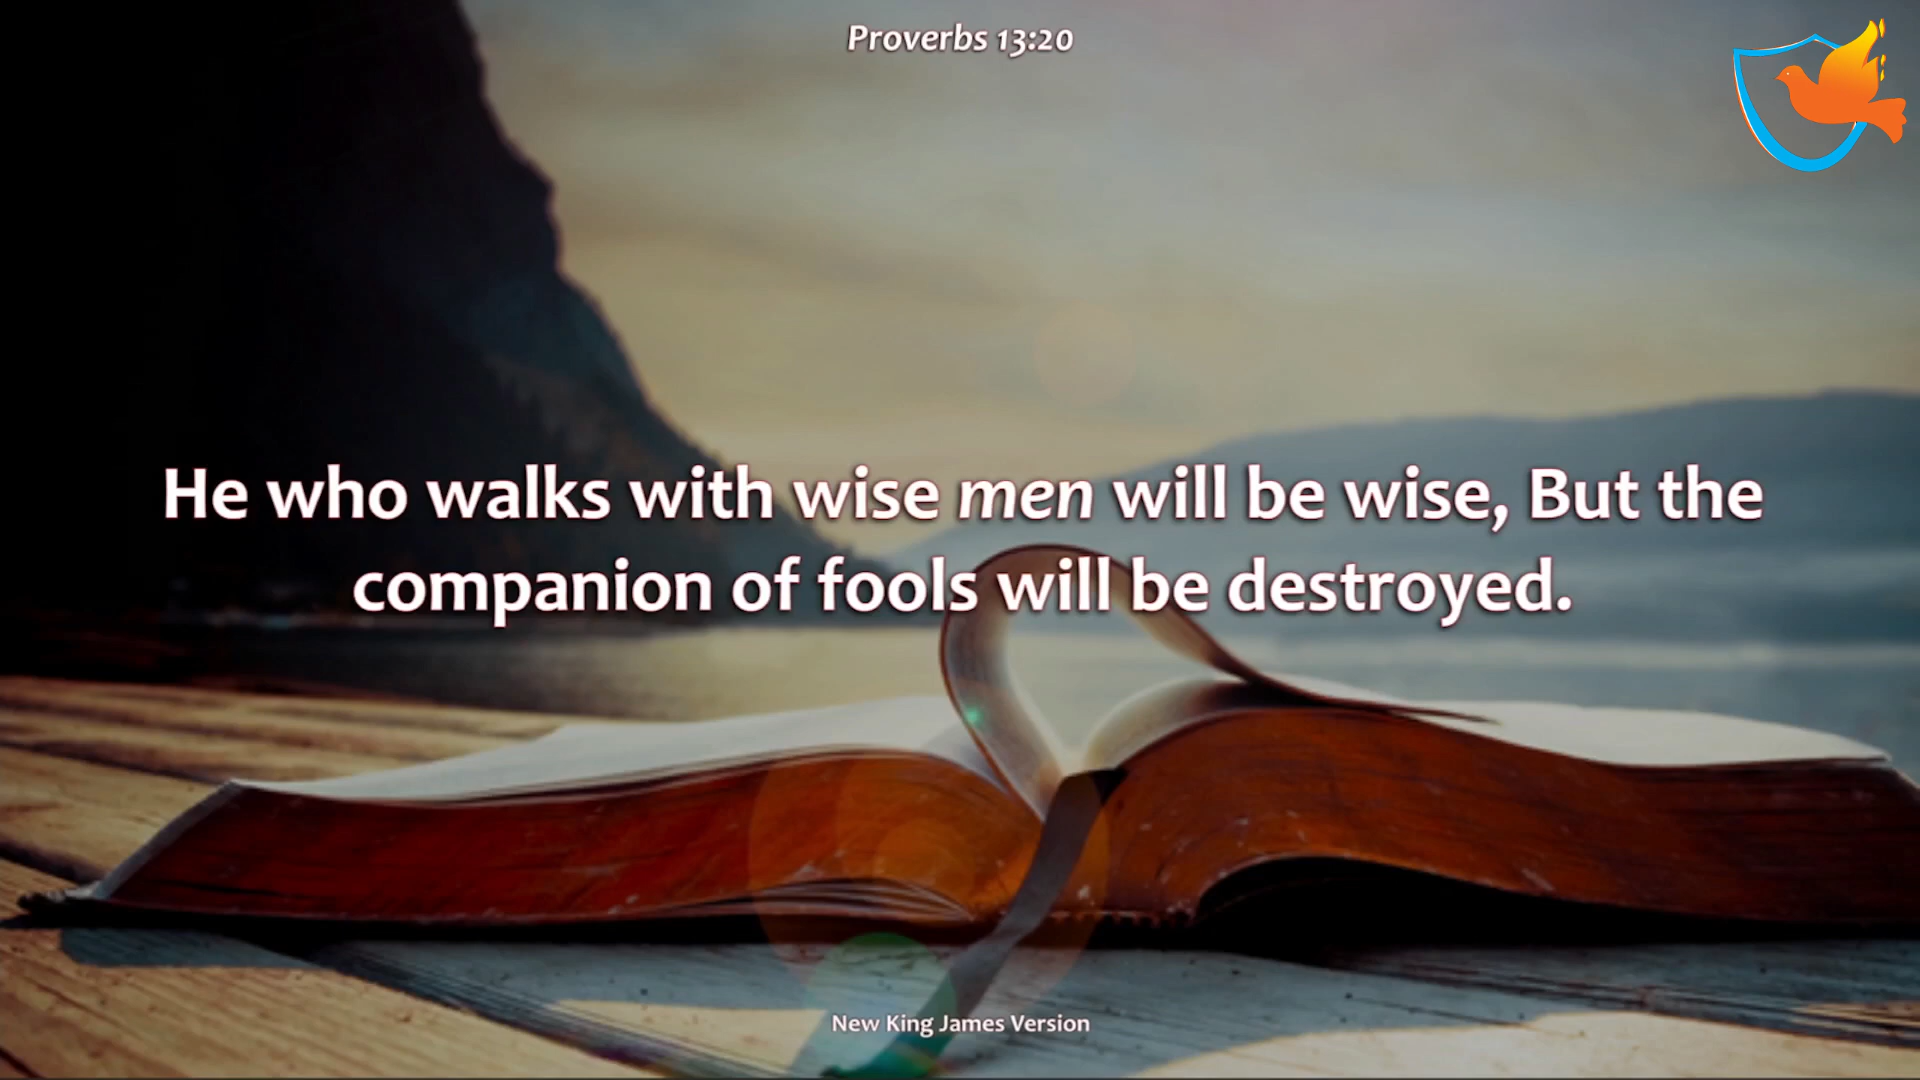 Proverbs 13:20
He who walks with wise men will be wise, But the
companion of fools will be destroyed.
New King James Version